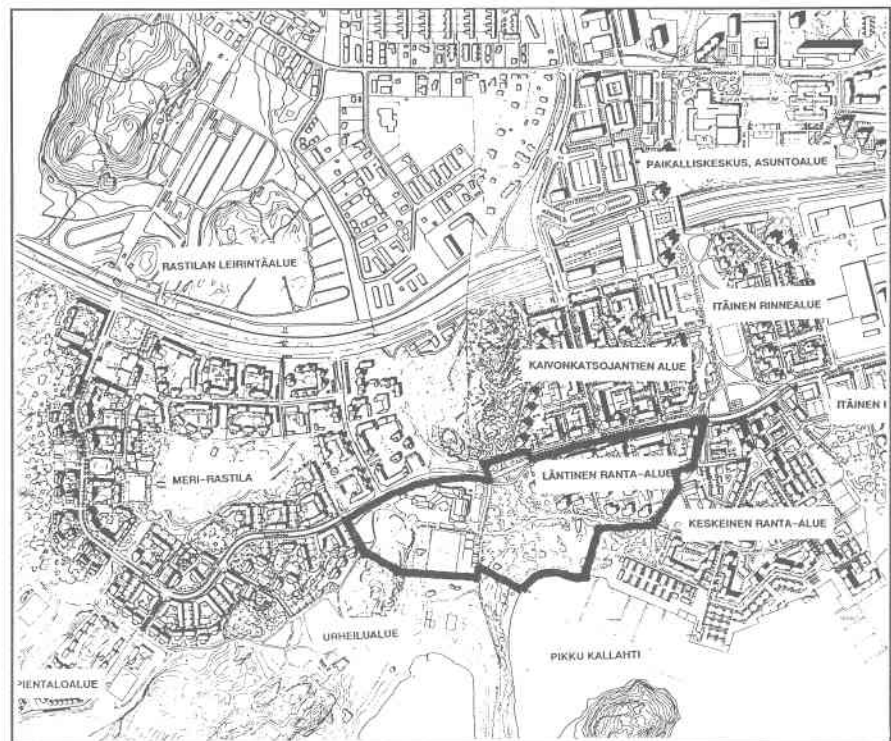 PAIKALLISKESKUS, ASUNTOALUE
RASTILAN LEIRINTÄALUE
ITÄINEN RINNEALUE
KAIVONKATSOJANTIEN ALUE
ITÄINEN
MERI-RASTILA
LÄNTINEN RANTA-ALUE
KESKEINEN RANTA-ALUE
URHEILUALUE
PIKKU KALLAHTI
PIENTALOALUE